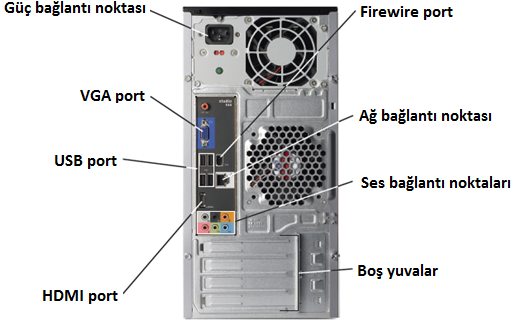 Güç bağlantı noktası
Firewire port
VGA port
Ağ bağlantı noktası
USB port
Ses bağlantı noktaları
Boş yuvalar
HDMI port